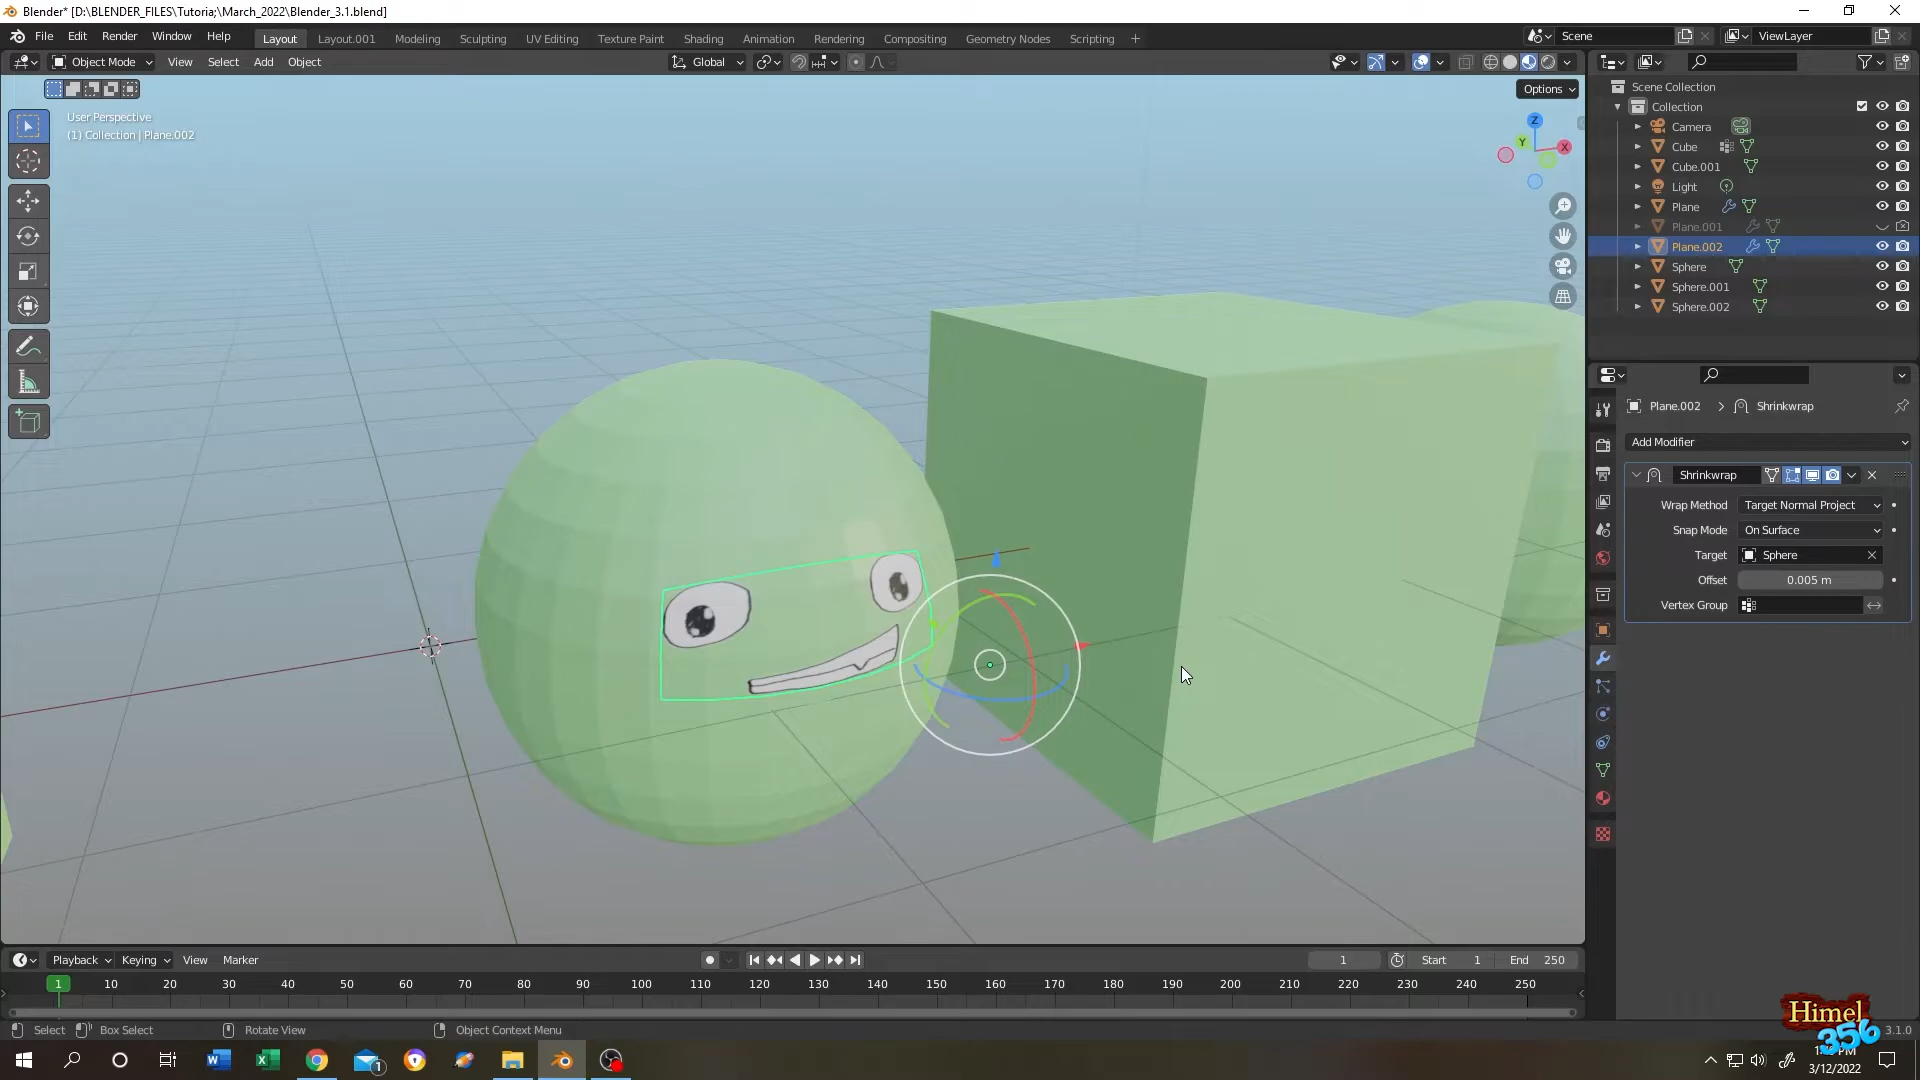 Blender* [D:\BLENDER_FILES\Tutoria;\March_2022\Blender_3.1.blend]
File Edit Render Window Help Layout Layout.001 Modeling Sculpting UV Editing Texture Paint Shading Animation Rendering Compositing Geometry Nodes Scripting + Scene ViewLayer
Object Mode View Select Add Object Global
Options
User Perspective
(1) Collection | Plane.002
Z
Y
X
Scene Collection
Collection
Camera
Cube
Cube.001
Light
Plane
Plane.001
Plane.002
Sphere
Sphere.001
Sphere.002
Plane.002 > Shrinkwrap
Add Modifier
Shrinkwrap
Wrap Method Target Normal Project
Snap Mode On Surface
Target Sphere
Offset 0.005 m
Vertex Group
Playback Keying View Marker 1 Start 1 End 250
1 10 20 30 40 50 60 70 80 90 100 110 120 130 140 150 160 170 180 190 200 210 220 230 240 250
Select Box Select Rotate View Object Context Menu 3.1.0
Himel
356
1
PM
3/12/2022